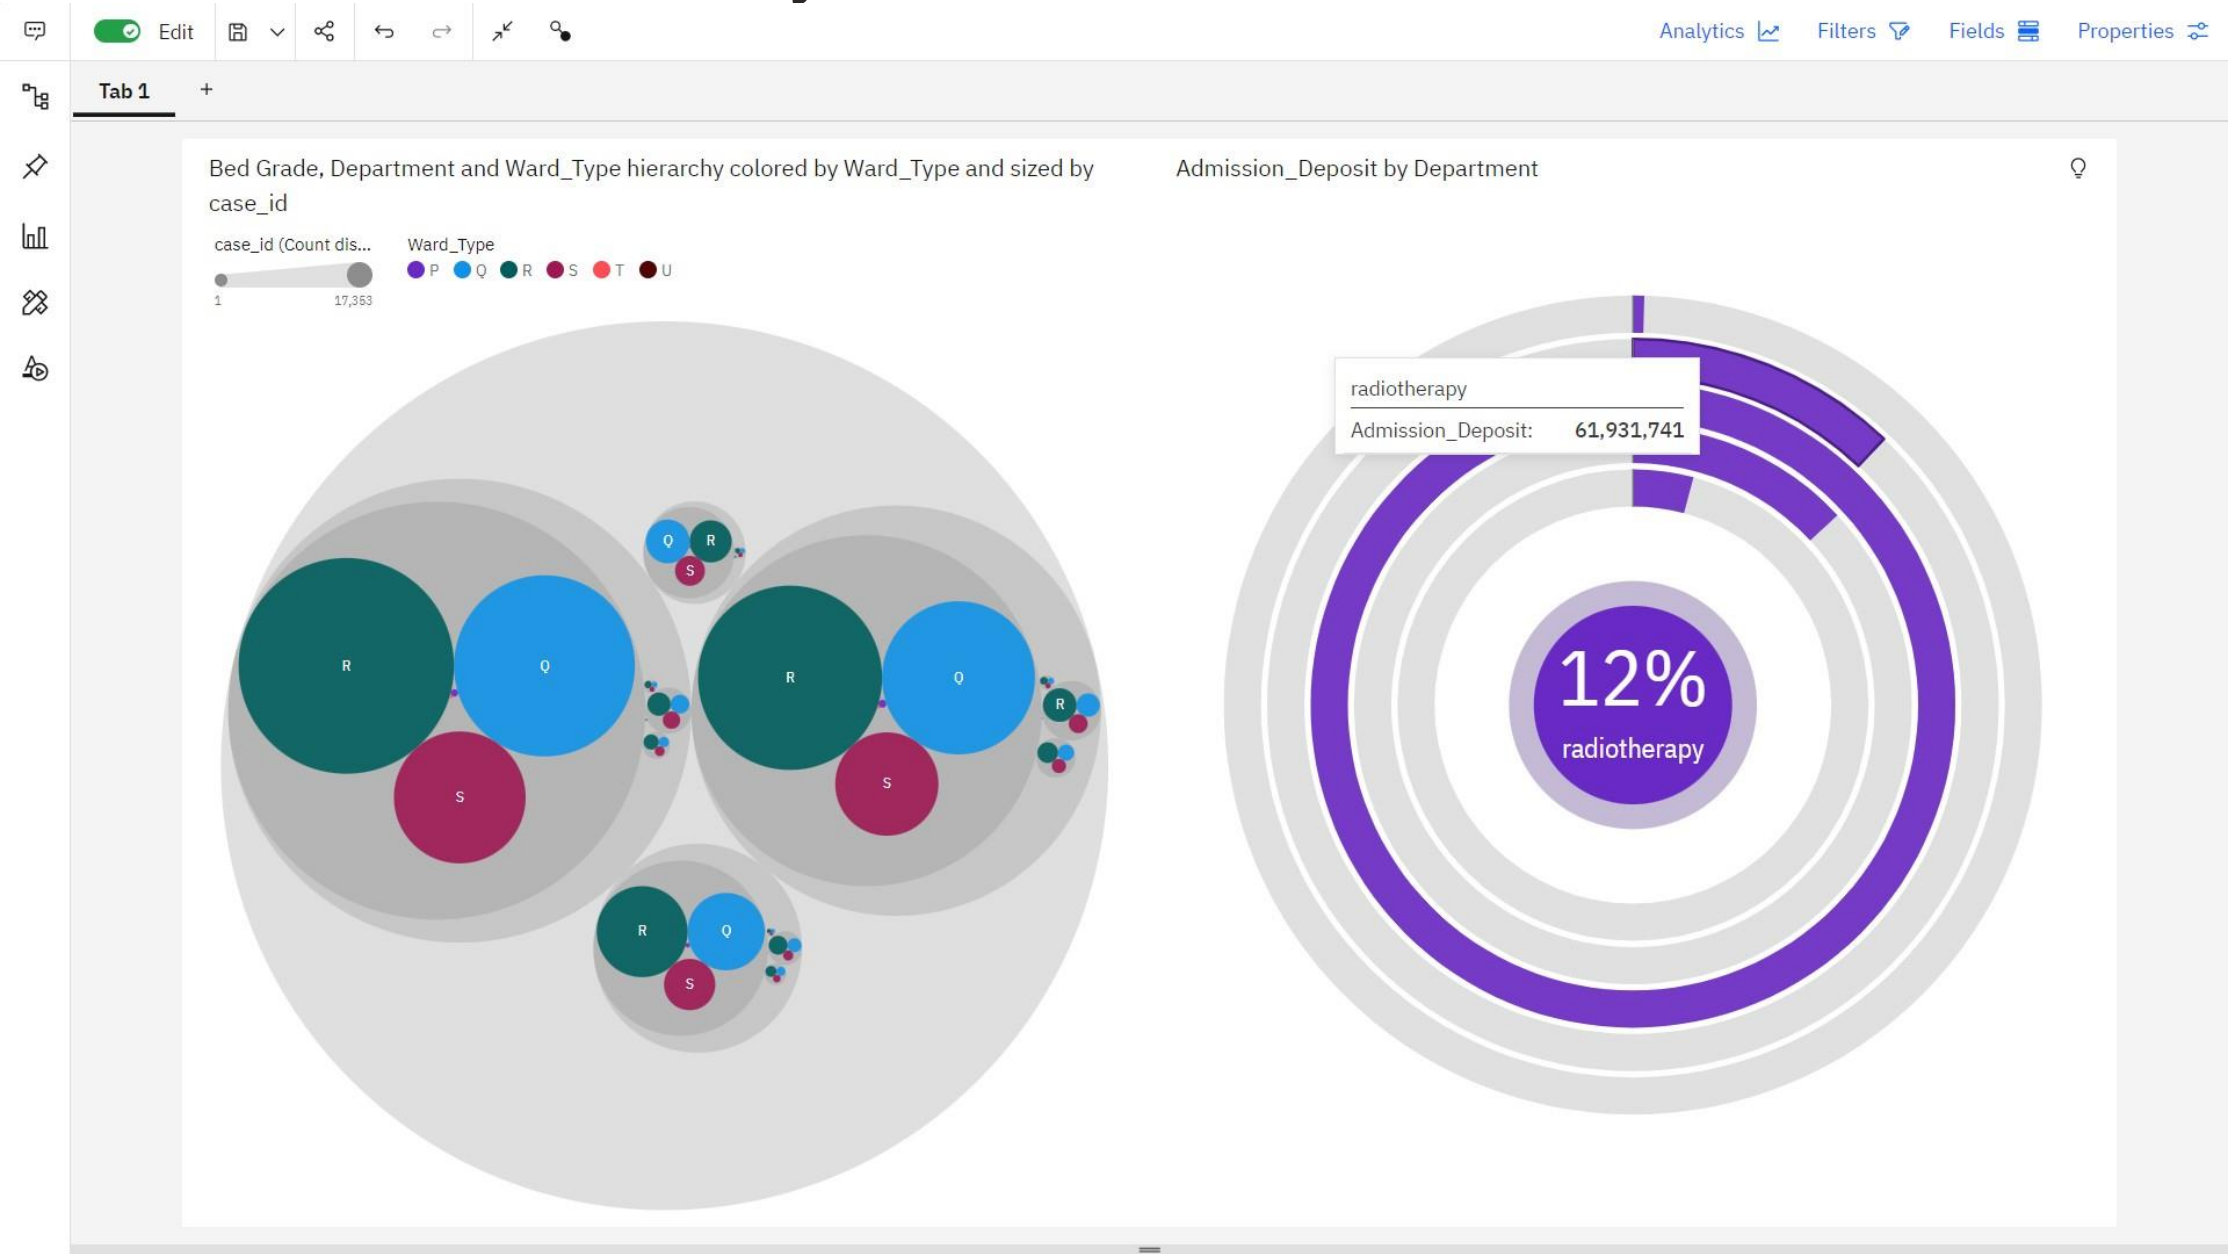 Edit
Analytics
Filters
Fields
Properties
Tab 1
+
Bed Grade, Department and Ward_Type hierarchy colored by Ward_Type and sized by
case_id
case_id (Count dis...
1
17,353
Ward_Type
P Q R S T U
Q R
S
R Q
S
R Q
S
R
R Q
S
Admission_Deposit by Department
radiotherapy
Admission_Deposit: 61,931,741
12%
radiotherapy